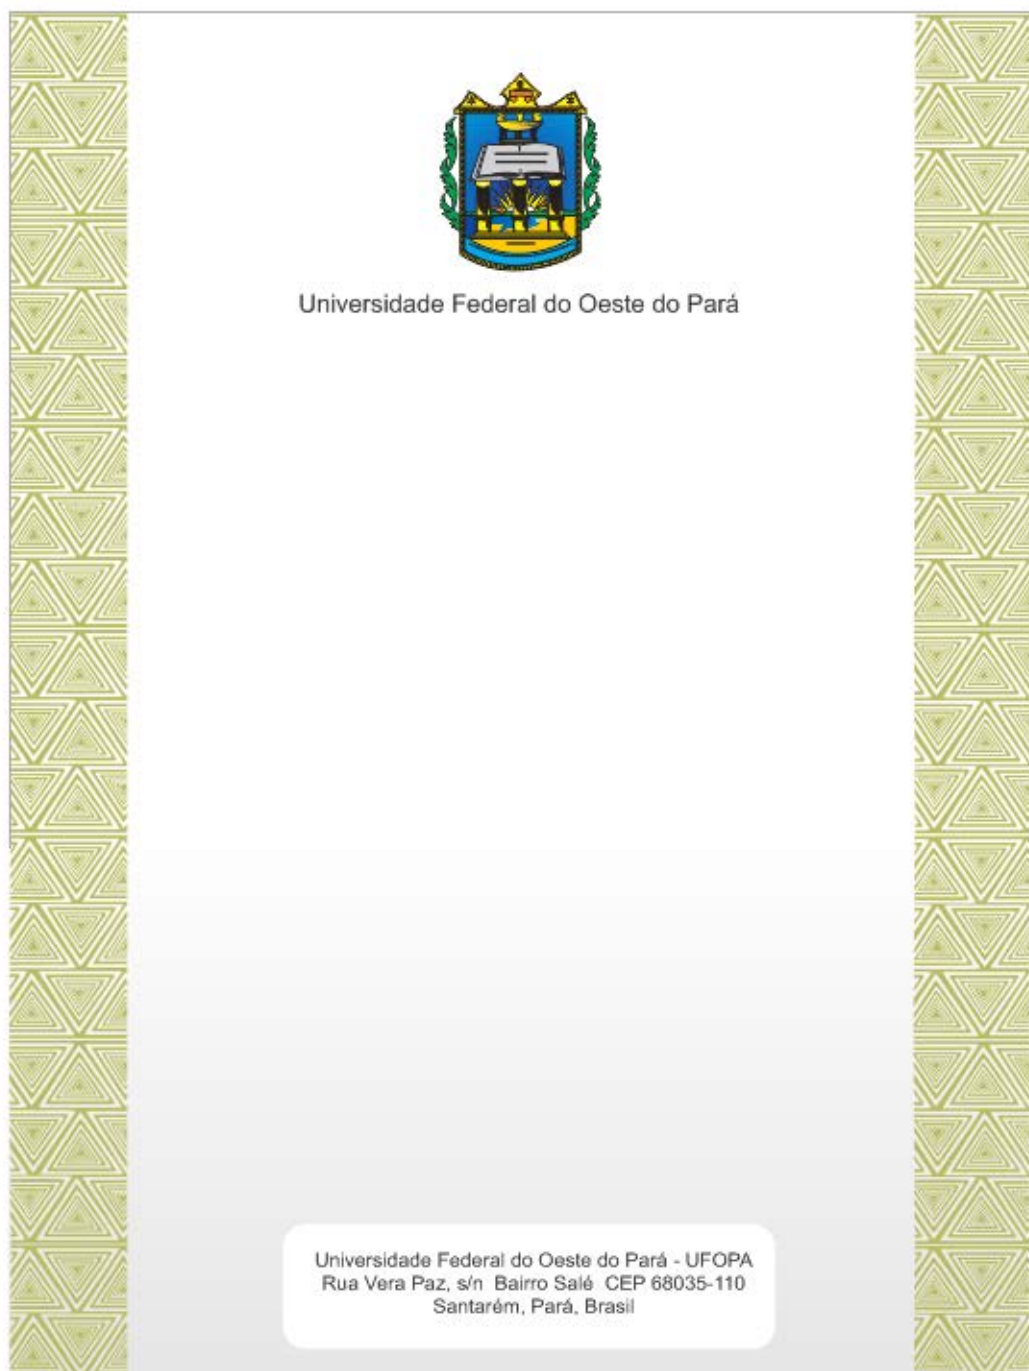 Universidade Federal do Oeste do Pará
Universidade Federal do Oeste do Pará - UFOPA
Rua Vera Paz, s/n Bairro Salé CEP 68035-110
Santarém, Pará, Brasil